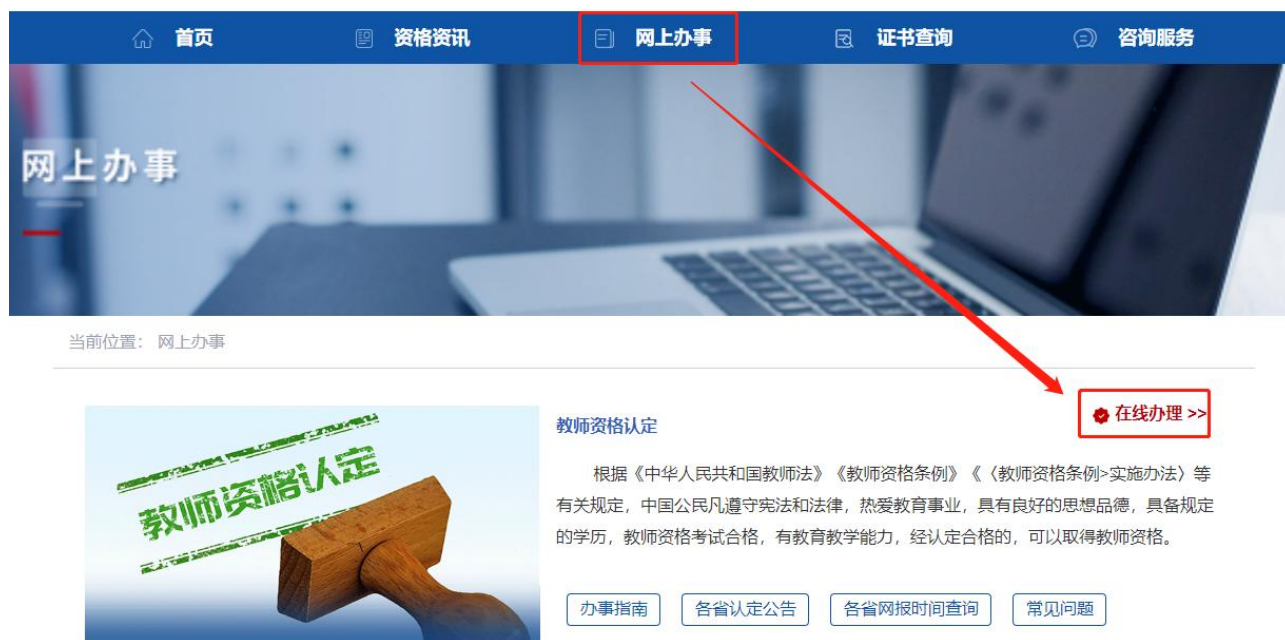 首页 资格资讯 网上办事 证书查询 咨询服务
网上办事
当前位置： 网上办事
教师资格认定
教师资格认定
在线办理 >>
根据《中华人民共和国教师法》《教师资格条例》《〈教师资格条例>实施办法〉等
有关规定，中国公民凡遵守宪法和法律，热爱教育事业，具有良好的思想品德，具备规定
的学历，教师资格考试合格，有教育教学能力，经认定合格的，可以取得教师资格。
办事指南 各省认定公告 各省网报时间查询 常见问题